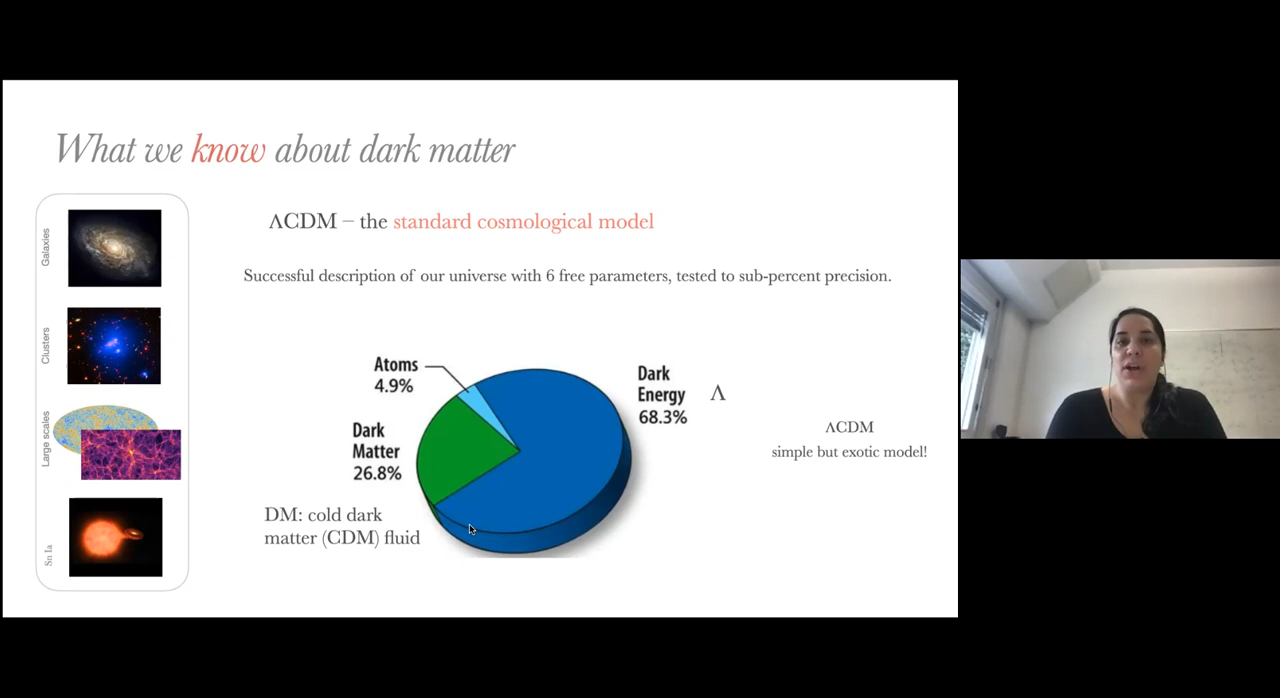 What we know about dark matter
Galaxies
Clusters
Large scales
Sn Ia
ΛCDM – the standard cosmological model
Successful description of our universe with 6 free parameters, tested to sub-percent precision.
Atoms
4.9%
Dark
Matter
26.8%
Dark
Energy
68.3%
Λ
DM: cold dark
matter (CDM) fluid
ΛCDM
simple but exotic model!